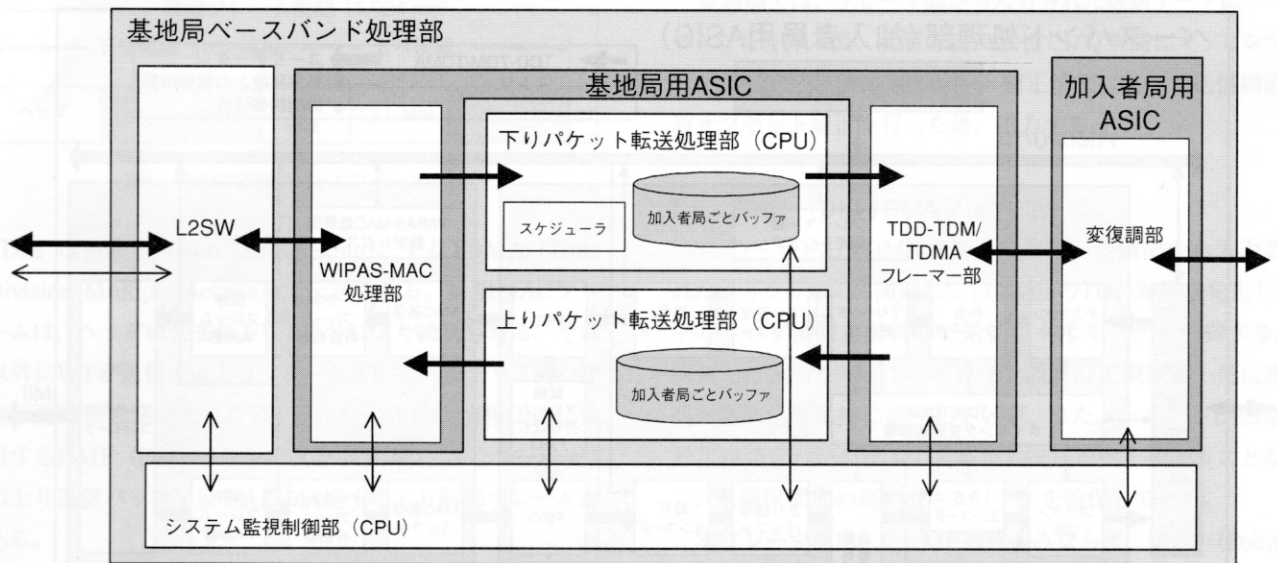 基地局ベースバンド処理部
基地局用ASIC
加入者局用
ASIC
下りパケット転送処理部（CPU）
加入者局ごとバッファ
スケジューラ
L2SW
WIPAS-MAC
処理部
TDD-TDM/
TDMA
フレーマー部
変復調部
上りパケット転送処理部（CPU）
加入者局ごとバッファ
システム監視制御部（CPU）